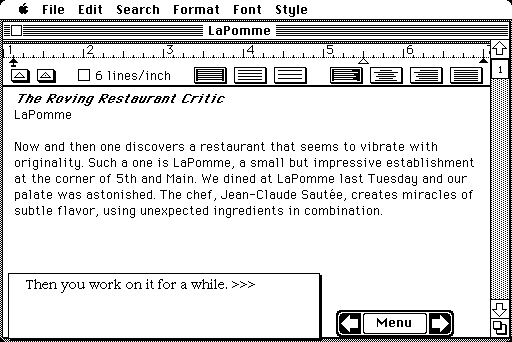 File Edit Search Format Font Style
LaPomme
1 2 3 4 5 6 7
6 lines/inch
1
The Roving Restaurant Critic
LaPomme
Now and then one discovers a restaurant that seems to vibrate with
originality. Such a one is LaPomme, a small but impressive establishment
at the corner of 5th and Main. We dined at LaPomme last Tuesday and our
palate was astonished. The chef, Jean-Claude Sautée, creates miracles of
subtle flavor, using unexpected ingredients in combination.
Then you work on it for a while. >>>
Menu